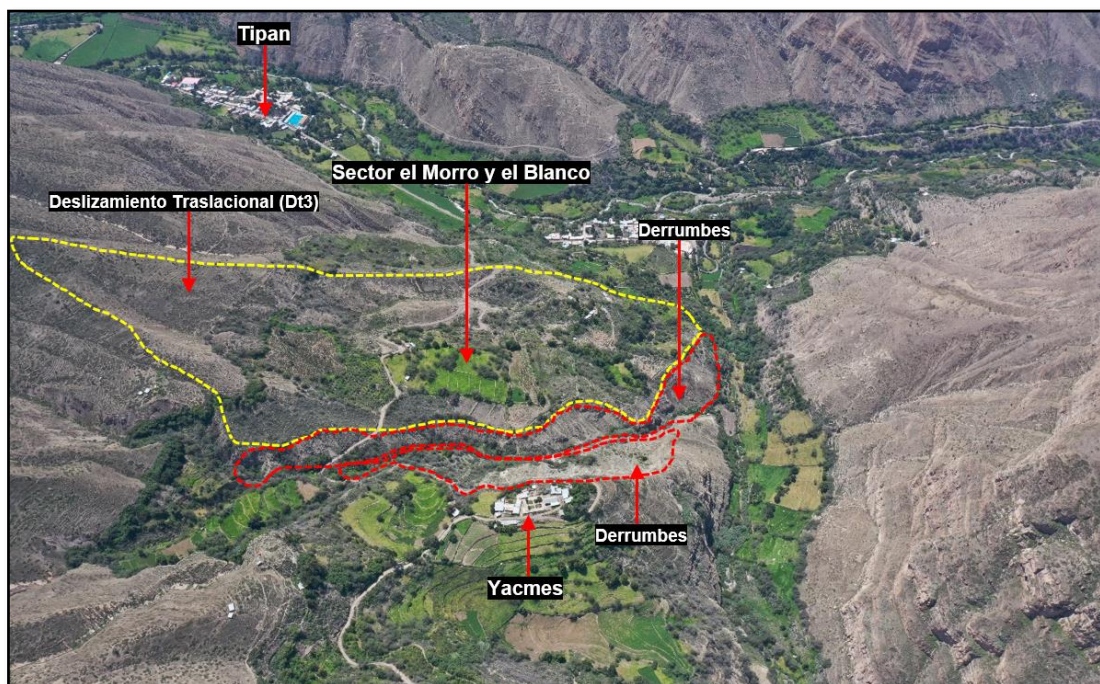 Tipan
Sector el Morro y el Blanco
Deslizamiento Traslacional (Dt3)
Derrumbes
Derrumbes
Yacmes